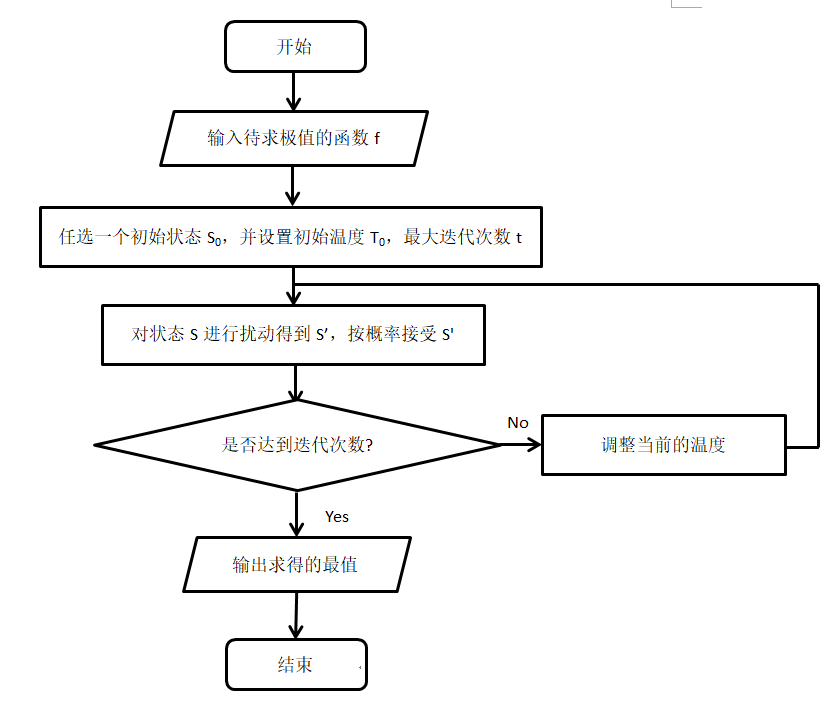 开始
输入待求极值的函数 f
任选一个初始状态 S₀，并设置初始温度 T₀，最大迭代次数 t
对状态 S 进行扰动得到 S’，按概率接受 S'
是否达到迭代次数?
No
调整当前的温度
Yes
输出求得的最值
结束